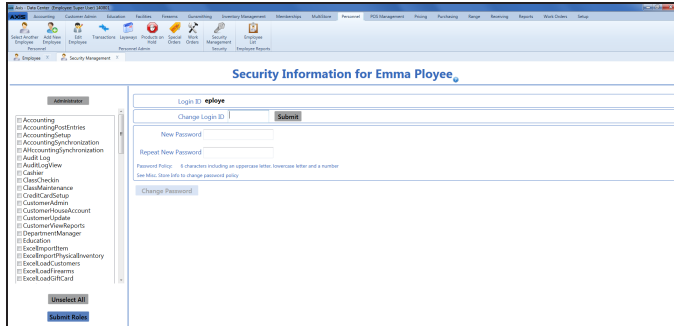 Axis - Data Center [Employee: Super User] 140801
AXIS Accounting Customer Admin Education Facilities Firearms Gunsmithing Inventory Management Memberships MultiStore Personnel POS Management Pricing Purchasing Range Receiving Reports Work Orders Setup
Select Another Employee
Add New Employee
Edit Employee
Transactions
Layaways
Products on Hold
Special Orders
Work Orders
Security Management
Employee List
Personnel Personnel Admin Security Employee Reports
Employee Security Management
Security Information for Emma Ployee
Administrator
Accounting
AccountingPostEntries
AccountingSetup
AccountingSynchronization
AHccountingSynchronization
Audit Log
AuditLogView
Cashier
ClassCheckin
ClassMaintenance
CreditCardSetup
CustomerAdmin
CustomerHouseAccount
CustomerUpdate
CustomerViewReports
DepartmentManager
Education
ExcelImportItem
ExcelImportPhysicalInventory
ExcelLoadCustomers
ExcelLoadFirearms
ExcelLoadGiftCard
Unselect All
Submit Roles
Login ID eploye
Change Login ID Submit
New Password
Repeat New Password
Password Policy: 6 characters including an uppercase letter, lowercase letter and a number
See Misc. Store Info to change password policy
Change Password